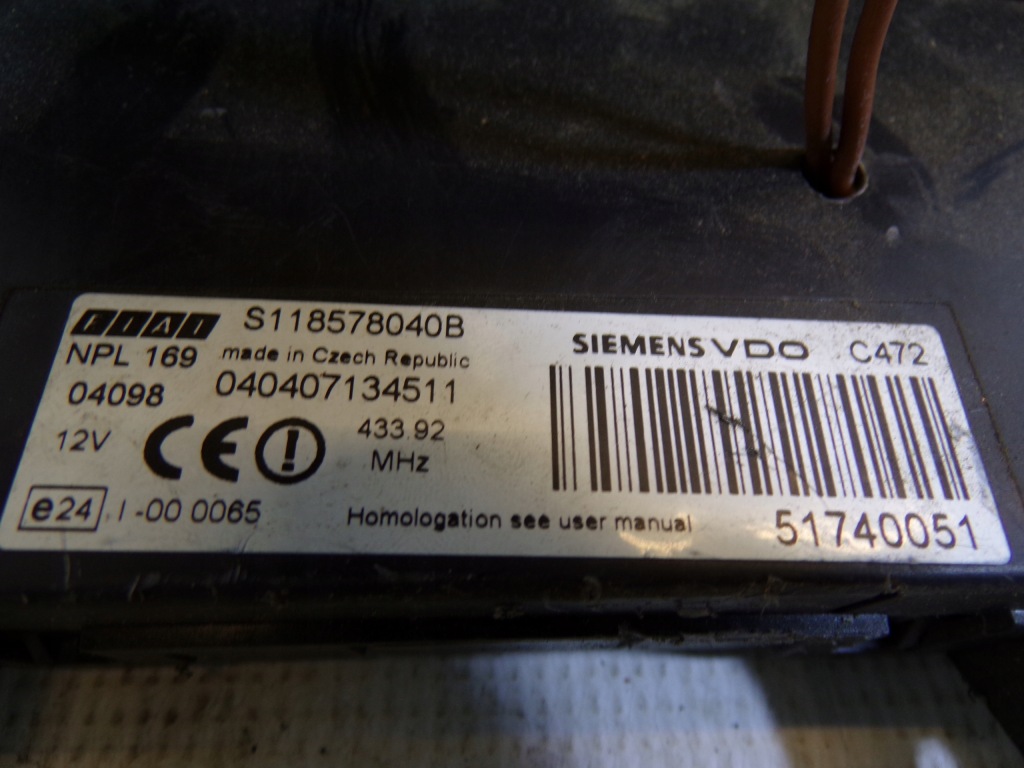 FIAT S118578040B SIEMENS VDO C472
NPL 169 made in Czech Republic
04098 040407134511
12V CE 433.92
MHz
e24 I-00 0065 Homologation see user manual 51740051